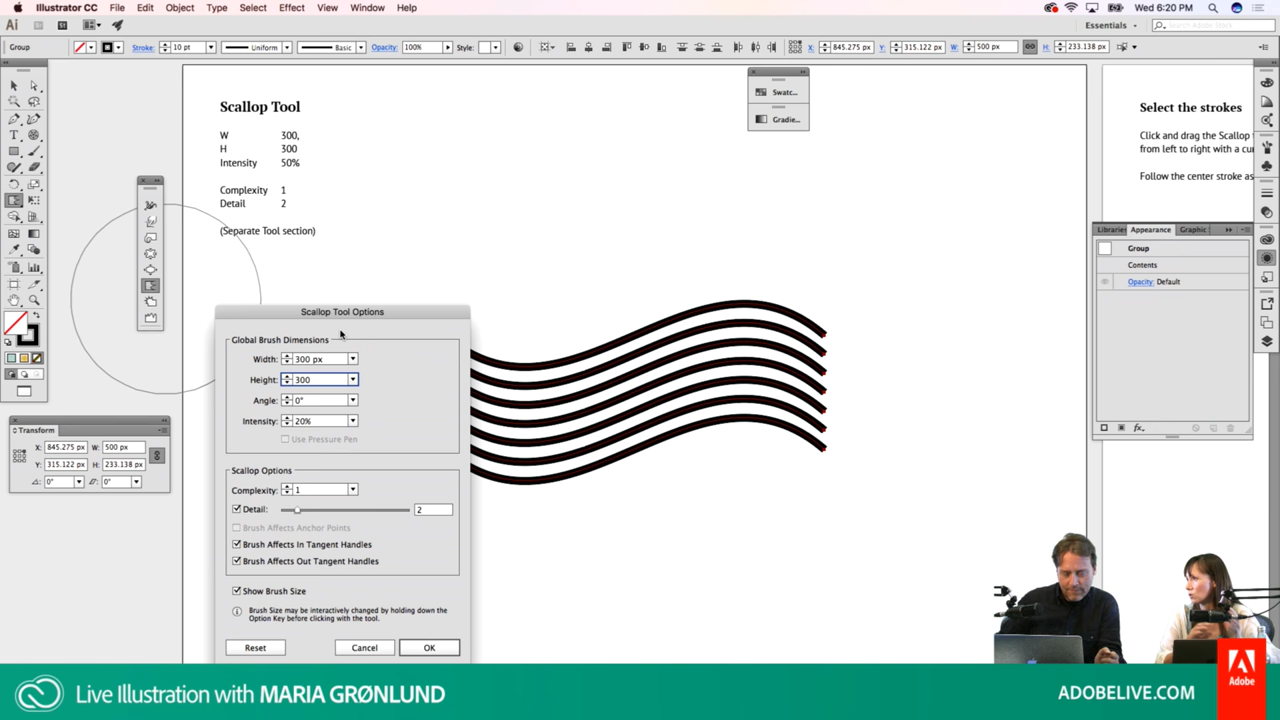 Illustrator CC File Edit Object Type Select Effect View Window Help
Wed 6:20 PM
Ai Br St Essentials Search Adobe Stock
Group Stroke: 10 pt Uniform Basic Opacity: 100% Style: X: 845.275 px Y: 315.122 px W: 500 px H: 233.138 px
Scallop Tool
W 300,
H 300
Intensity 50%
Complexity 1
Detail 2
(Separate Tool section)
Swatc...
Gradie...
Select the strokes
Click and drag the Scallop
from left to right with a cu
Follow the center stroke as
Libraries Appearance Graphic
Group
Contents
Opacity: Default
fx
Scallop Tool Options
Global Brush Dimensions
Width: 300 px
Height: 300
Angle: 0°
Intensity: 20%
Use Pressure Pen
Scallop Options
Complexity: 1
Detail: 2
Brush Affects Anchor Points
Brush Affects In Tangent Handles
Brush Affects Out Tangent Handles
Show Brush Size
Brush Size may be interactively changed by holding down the
Option Key before clicking with the tool.
Reset Cancel OK
Transform
X: 845.275 px W: 500 px
Y: 315.122 px H: 233.138 px
0° 0°
Live Illustration with MARIA GRØNLUND
ADOBELIVE.COM
Adobe